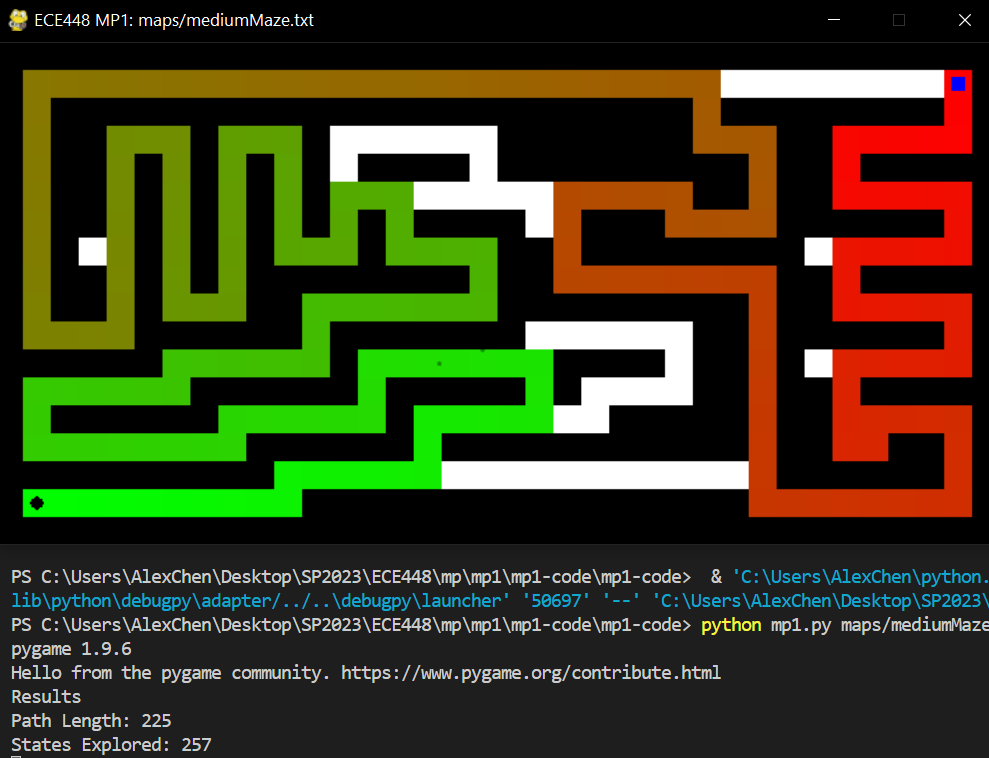 ECE448 MP1: maps/mediumMaze.txt
PS C:\Users\AlexChen\Desktop\SP2023\ECE448\mp\mp1\mp1-code\mp1-code>  & 'C:\Users\AlexChen\python.
lib\python\debugpy\adapter/../..\debugpy\launcher' '50697' '--' 'C:\Users\AlexChen\Desktop\SP2023\
PS C:\Users\AlexChen\Desktop\SP2023\ECE448\mp\mp1\mp1-code\mp1-code> python mp1.py maps/mediumMaze
pygame 1.9.6
Hello from the pygame community. https://www.pygame.org/contribute.html
Results
Path Length: 225
States Explored: 257